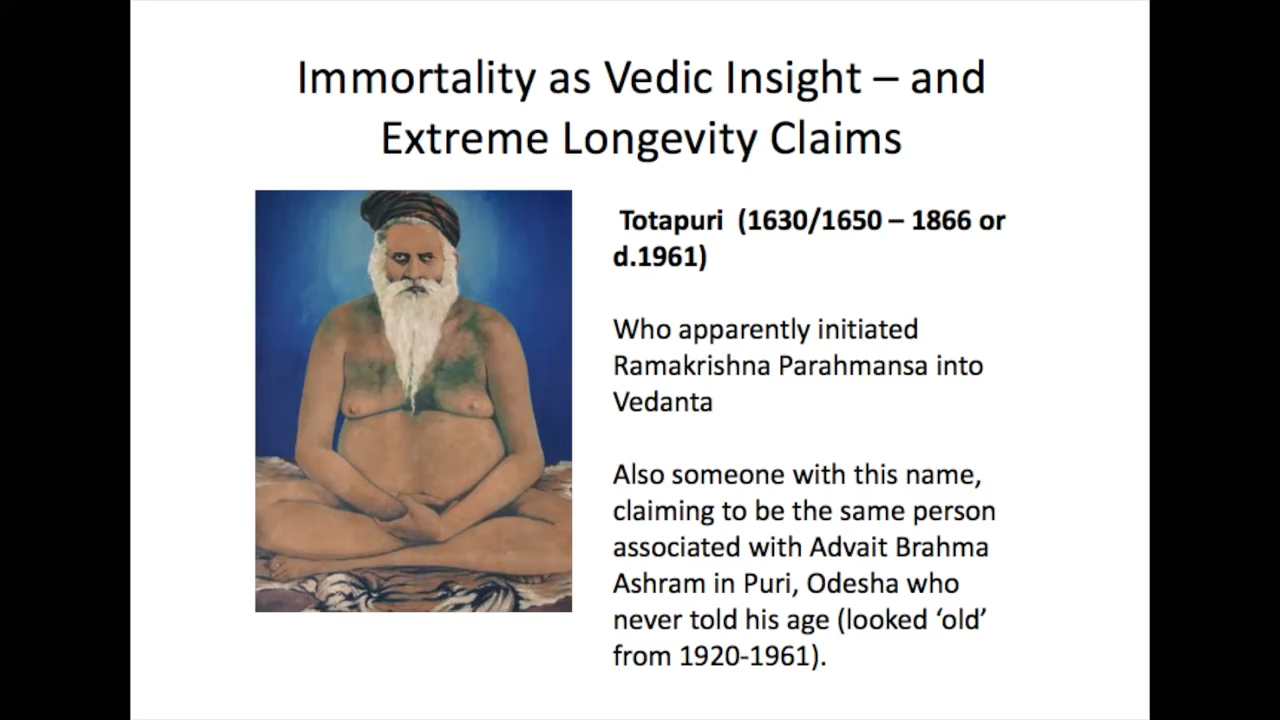 Immortality as Vedic Insight – and
Extreme Longevity Claims
Totapuri (1630/1650 – 1866 or
d.1961)
Who apparently initiated
Ramakrishna Parahmansa into
Vedanta
Also someone with this name,
claiming to be the same person
associated with Advait Brahma
Ashram in Puri, Odesha who
never told his age (looked ‘old’
from 1920-1961).